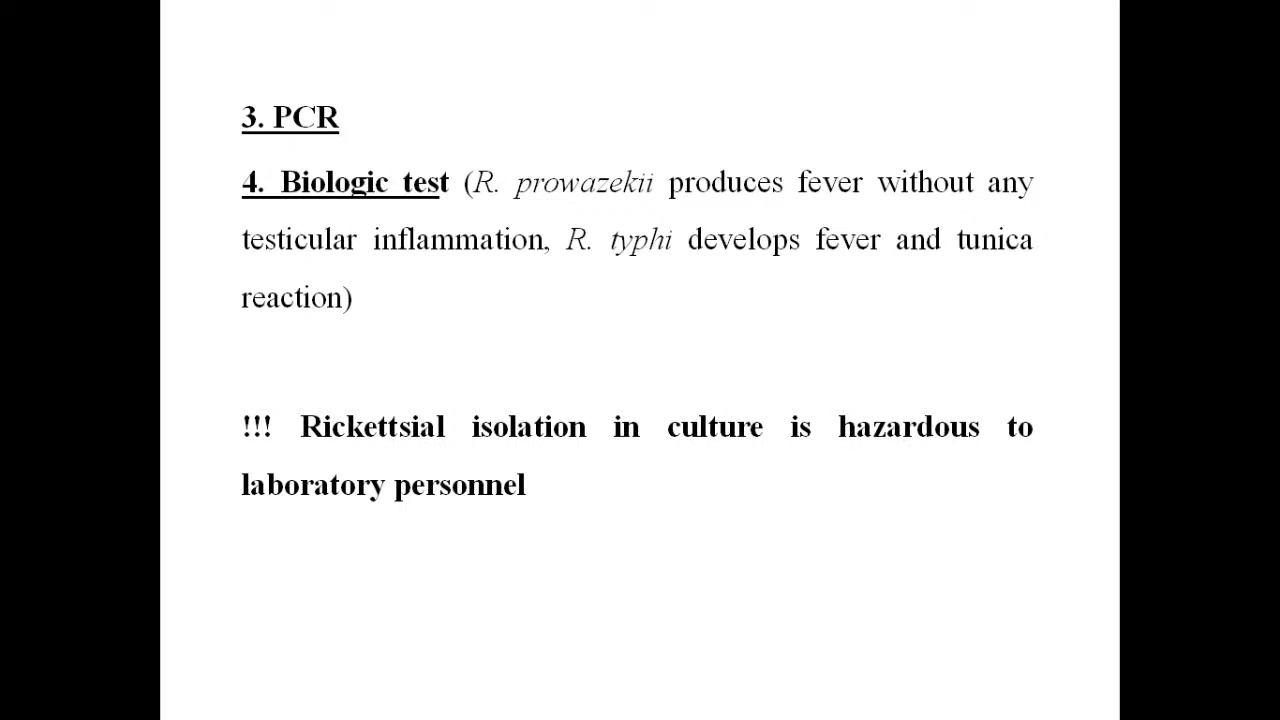 3. PCR
4. Biologic test (R. prowazekii produces fever without any
testicular inflammation, R. typhi develops fever and tunica
reaction)
!!! Rickettsial isolation in culture is hazardous to
laboratory personnel